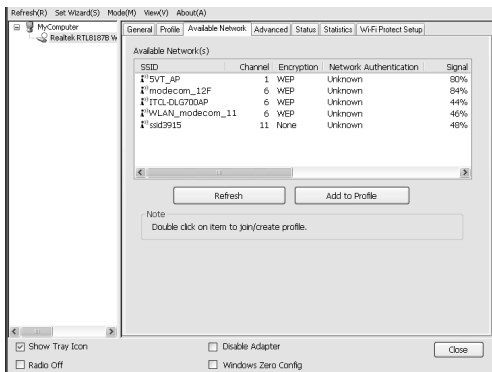 Refresh(R) Set Wizard(S) Mode(M) View(V) About(A)
MyComputer
Realtek RTL8187B W
General Profile Available Network Advanced Status Statistics Wi-Fi Protect Setup
Available Network(s)
SSID Channel Encryption Network Authentication Signal
5VT_AP 1 WEP Unknown 80%
modecom_12F 6 WEP Unknown 84%
ITCL-DLG700AP 6 WEP Unknown 44%
WLAN_modecom_11 6 WEP Unknown 46%
ssid3915 11 None Unknown 48%
Refresh Add to Profile
Note
Double click on item to join/create profile.
Show Tray Icon Disable Adapter Close
Radio Off Windows Zero Config